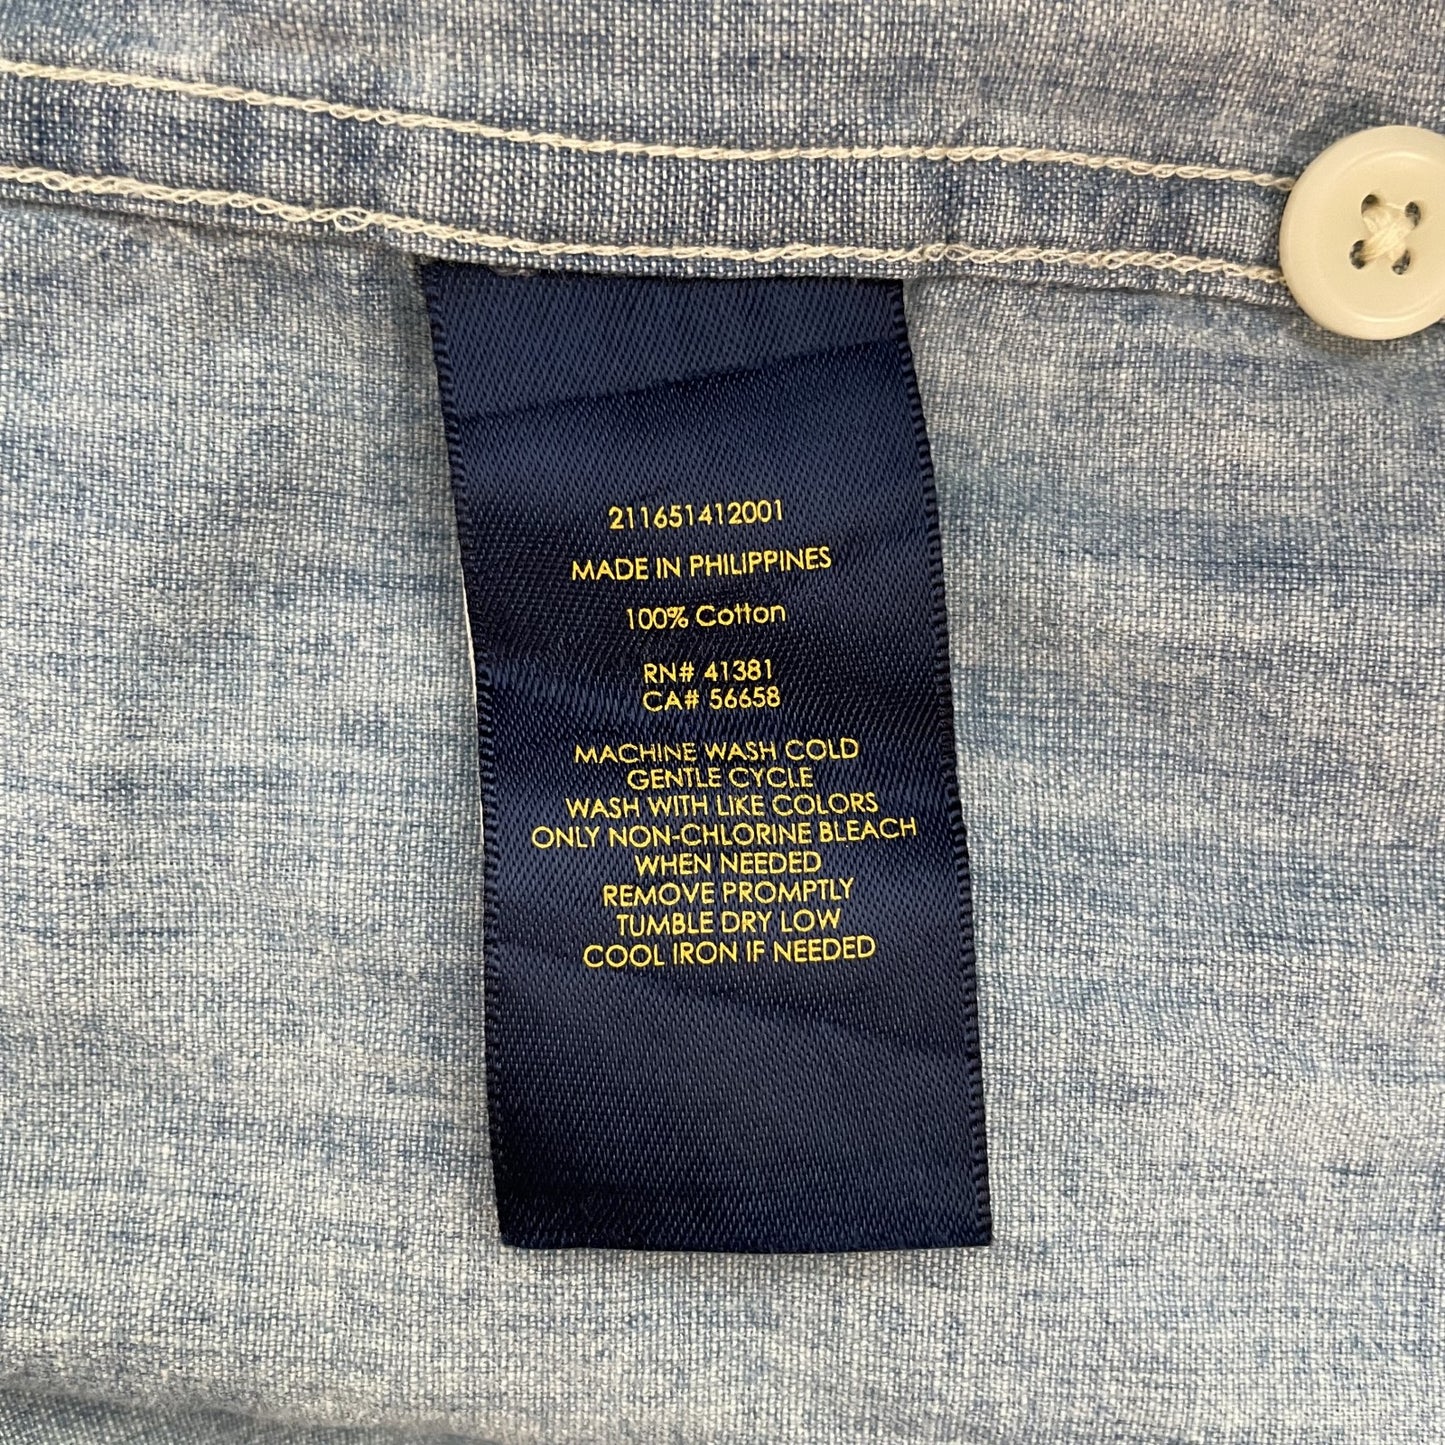 211651412001
MADE IN PHILIPPINES
100% Cotton
RN# 41381
CA# 56658
MACHINE WASH COLD
GENTLE CYCLE
WASH WITH LIKE COLORS
ONLY NON-CHLORINE BLEACH
WHEN NEEDED
REMOVE PROMPTLY
TUMBLE DRY LOW
COOL IRON IF NEEDED